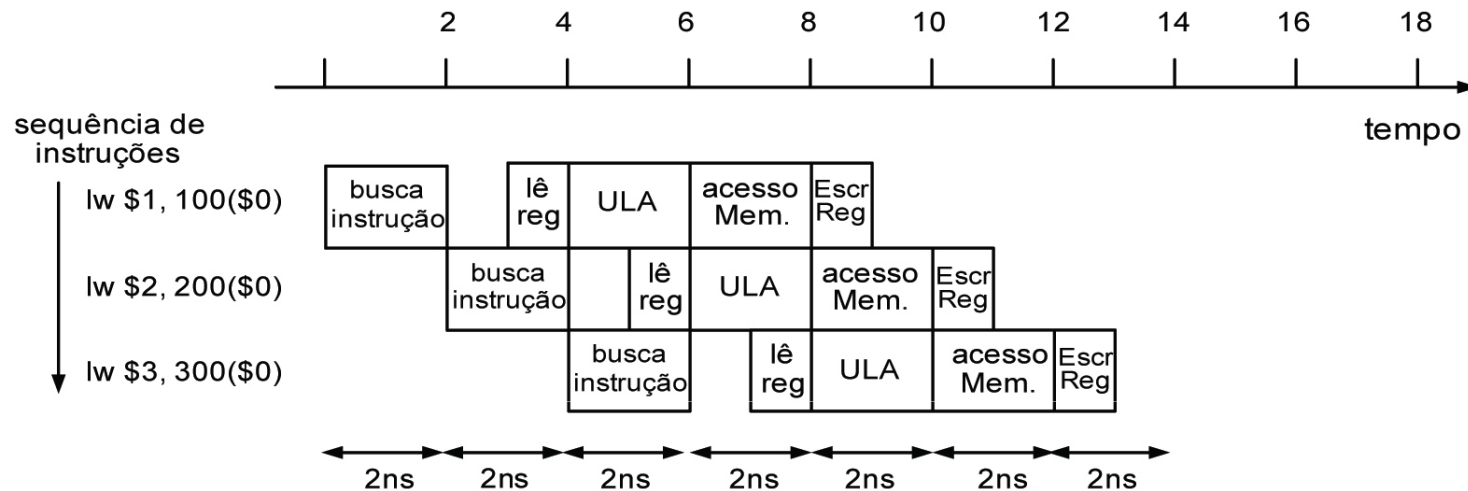 2 4 6 8 10 12 14 16 18
tempo
sequência de
instruções
lw $1, 100($0)
busca
instrução
lê
reg
ULA
acesso
Mem.
Escr
Reg
lw $2, 200($0)
busca
instrução
lê
reg
ULA
acesso
Mem.
Escr
Reg
lw $3, 300($0)
busca
instrução
lê
reg
ULA
acesso
Mem.
Escr
Reg
2ns 2ns 2ns 2ns 2ns 2ns 2ns